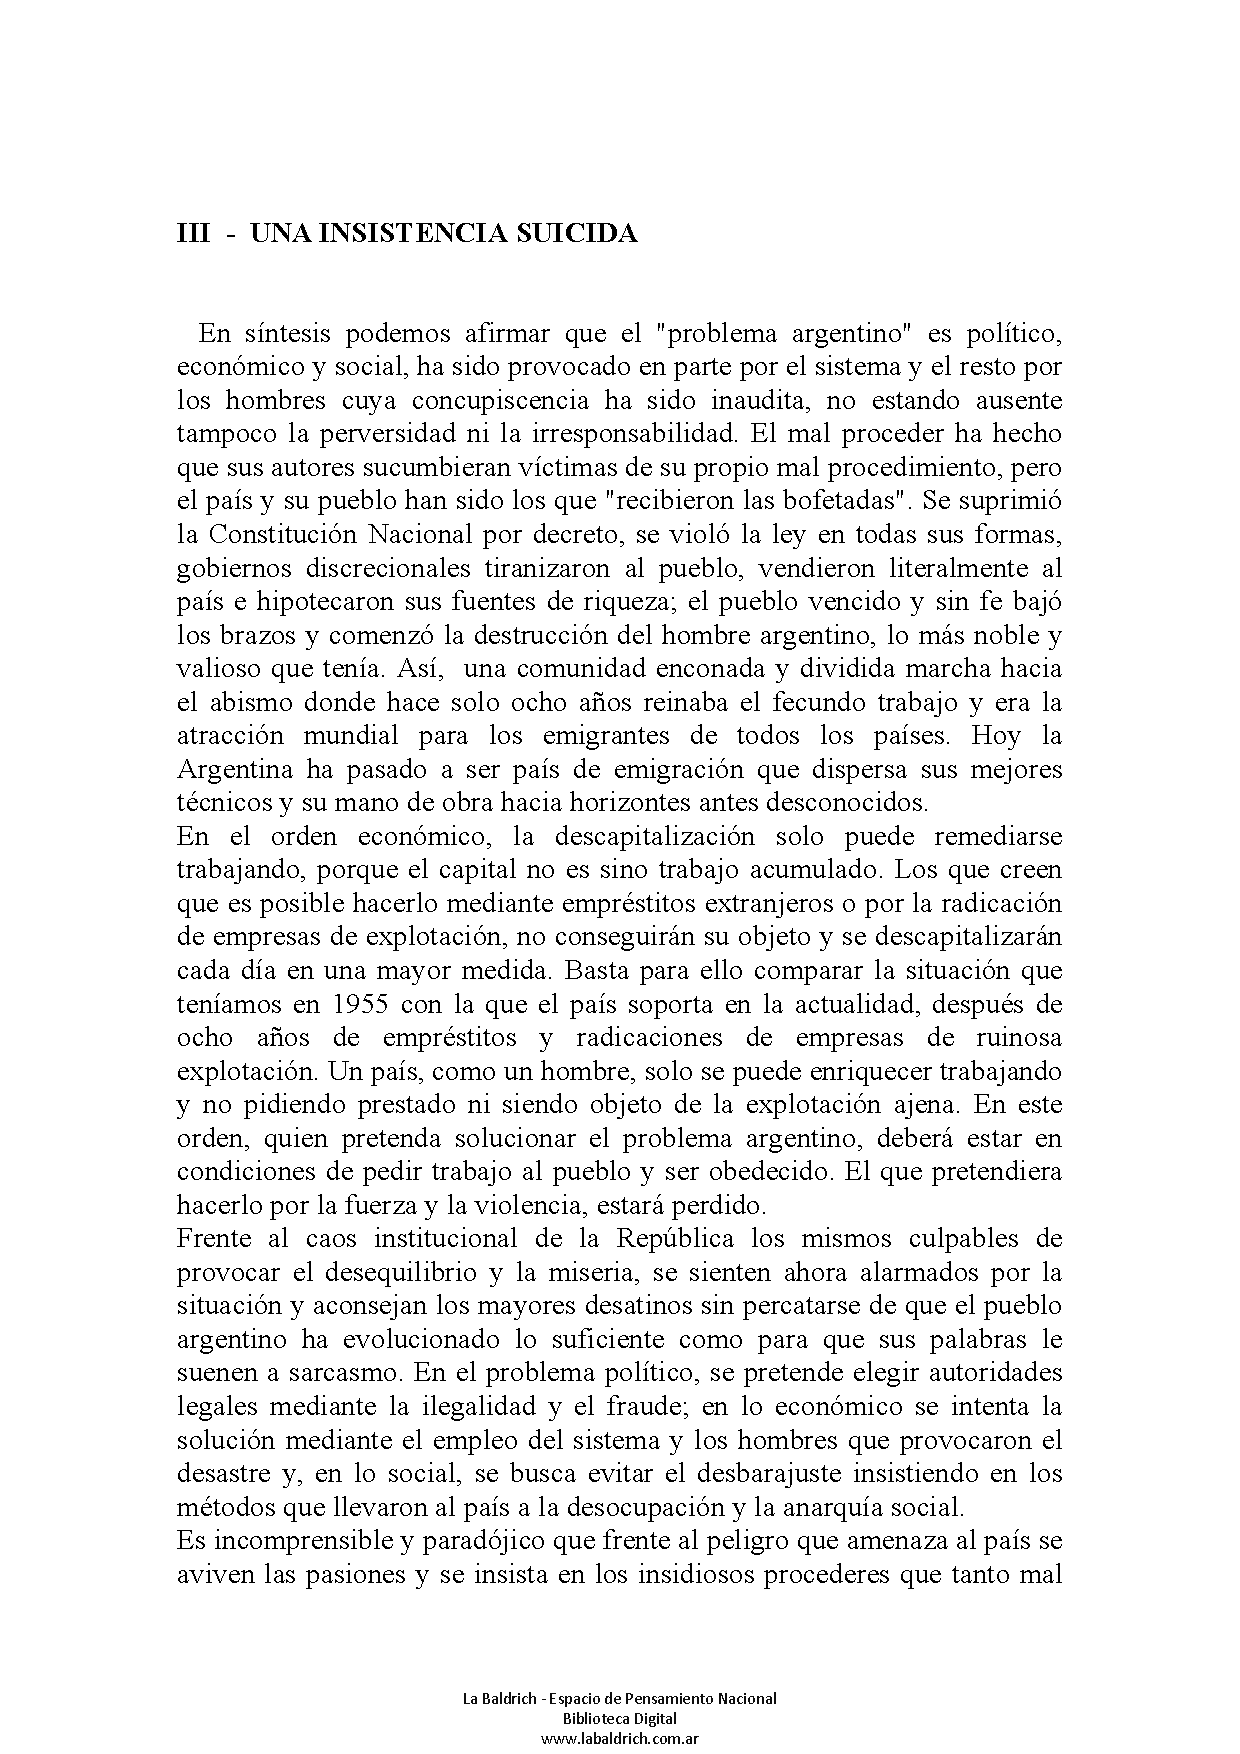 III - UNA INSISTENCIA SUICIDA
En síntesis podemos afirmar que el "problema argentino" es político,
económico y social, ha sido provocado en parte por el sistema y el resto por
los hombres cuya concupiscencia ha sido inaudita, no estando ausente
tampoco la perversidad ni la irresponsabilidad. El mal proceder ha hecho
que sus autores sucumbieran víctimas de su propio mal procedimiento, pero
el país y su pueblo han sido los que "recibieron las bofetadas". Se suprimió
la Constitución Nacional por decreto, se violó la ley en todas sus formas,
gobiernos discrecionales tiranizaron al pueblo, vendieron literalmente al
país e hipotecaron sus fuentes de riqueza; el pueblo vencido y sin fe bajó
los brazos y comenzó la destrucción del hombre argentino, lo más noble y
valioso que tenía. Así, una comunidad enconada y dividida marcha hacia
el abismo donde hace solo ocho años reinaba el fecundo trabajo y era la
atracción mundial para los emigrantes de todos los países. Hoy la
Argentina ha pasado a ser país de emigración que dispersa sus mejores
técnicos y su mano de obra hacia horizontes antes desconocidos.
En el orden económico, la descapitalización solo puede remediarse
trabajando, porque el capital no es sino trabajo acumulado. Los que creen
que es posible hacerlo mediante empréstitos extranjeros o por la radicación
de empresas de explotación, no conseguirán su objeto y se descapitalizarán
cada día en una mayor medida. Basta para ello comparar la situación que
teníamos en 1955 con la que el país soporta en la actualidad, después de
ocho años de empréstitos y radicaciones de empresas de ruinosa
explotación. Un país, como un hombre, solo se puede enriquecer trabajando
y no pidiendo prestado ni siendo objeto de la explotación ajena. En este
orden, quien pretenda solucionar el problema argentino, deberá estar en
condiciones de pedir trabajo al pueblo y ser obedecido. El que pretendiera
hacerlo por la fuerza y la violencia, estará perdido.
Frente al caos institucional de la República los mismos culpables de
provocar el desequilibrio y la miseria, se sienten ahora alarmados por la
situación y aconsejan los mayores desatinos sin percatarse de que el pueblo
argentino ha evolucionado lo suficiente como para que sus palabras le
suenen a sarcasmo. En el problema político, se pretende elegir autoridades
legales mediante la ilegalidad y el fraude; en lo económico se intenta la
solución mediante el empleo del sistema y los hombres que provocaron el
desastre y, en lo social, se busca evitar el desbarajuste insistiendo en los
métodos que llevaron al país a la desocupación y la anarquía social.
Es incomprensible y paradójico que frente al peligro que amenaza al país se
aviven las pasiones y se insista en los insidiosos procederes que tanto mal
La Baldrich - Espacio de Pensamiento Nacional
Biblioteca Digital
www.labaldrich.com.ar